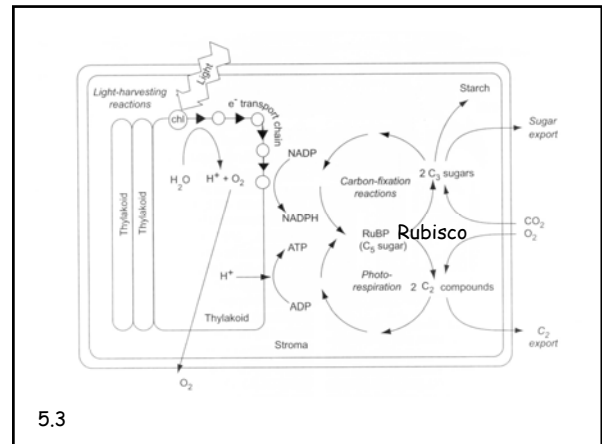 Light
Light-harvesting
reactions
chl
e⁻ transport chain
Starch
Sugar
export
Thylakoid
Thylakoid
H₂O
H⁺ + O₂
NADP
NADPH
Carbon-fixation
reactions
2 C₃ sugars
CO₂
O₂
RuBP
(C₅ sugar)
Rubisco
ATP
H⁺
ADP
Photo-
respiration
2 C₂ compounds
Thylakoid
Stroma
C₂
export
O₂
5.3